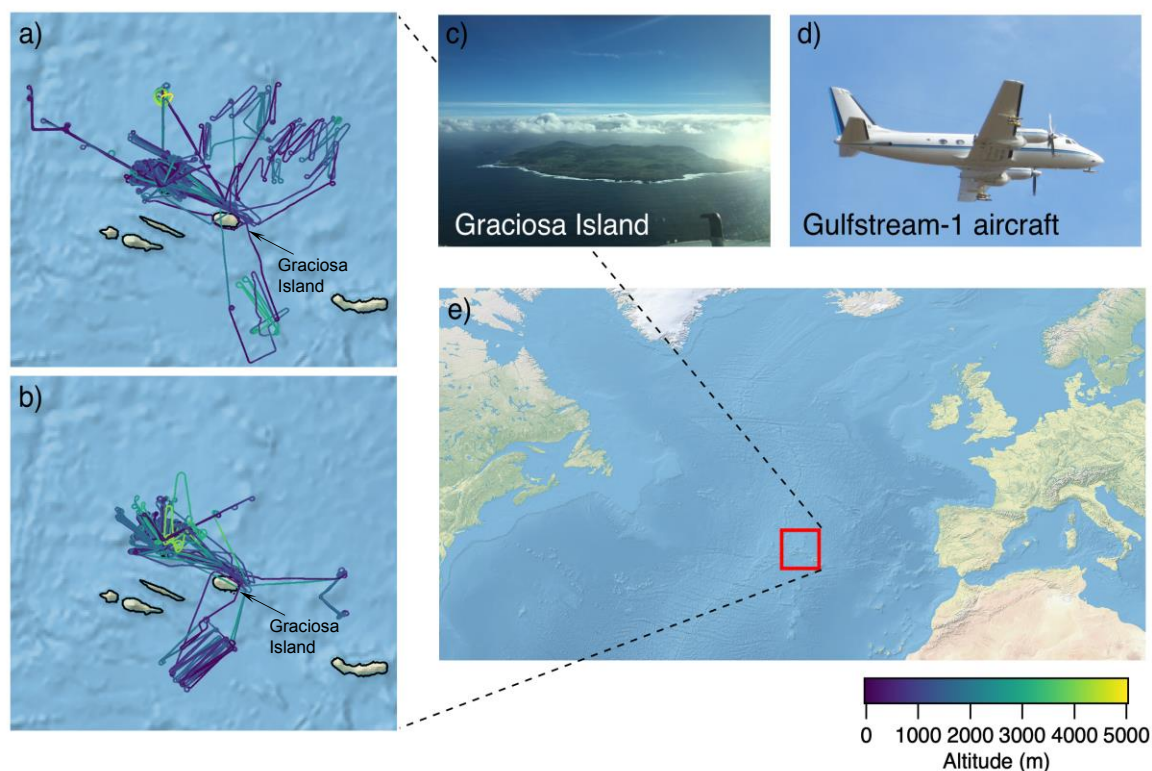 a)
Graciosa
Island
b)
Graciosa
Island
c)
Graciosa Island
d)
Gulfstream-1 aircraft
e)
0 1000 2000 3000 4000 5000
Altitude (m)